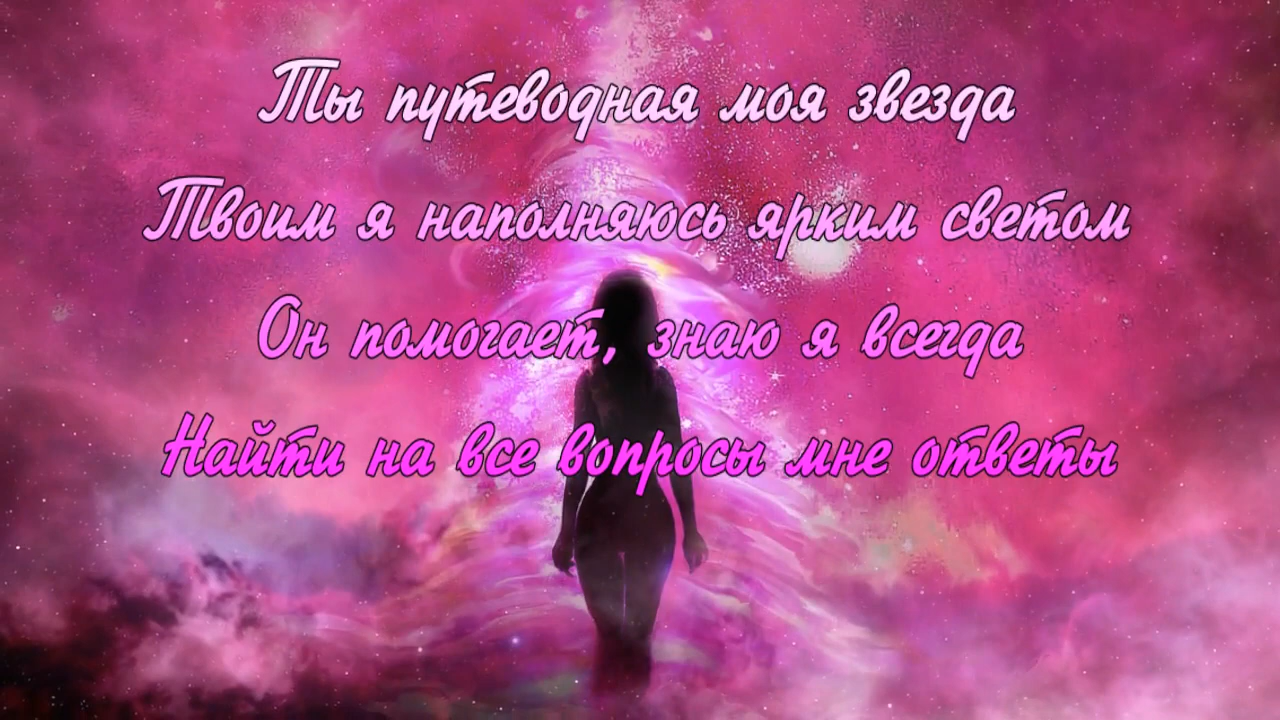 Ты путеводная моя звезда
Твоим я наполняюсь ярким светом
Он помогает, знаю я всегда
Найти на все вопросы мне ответы